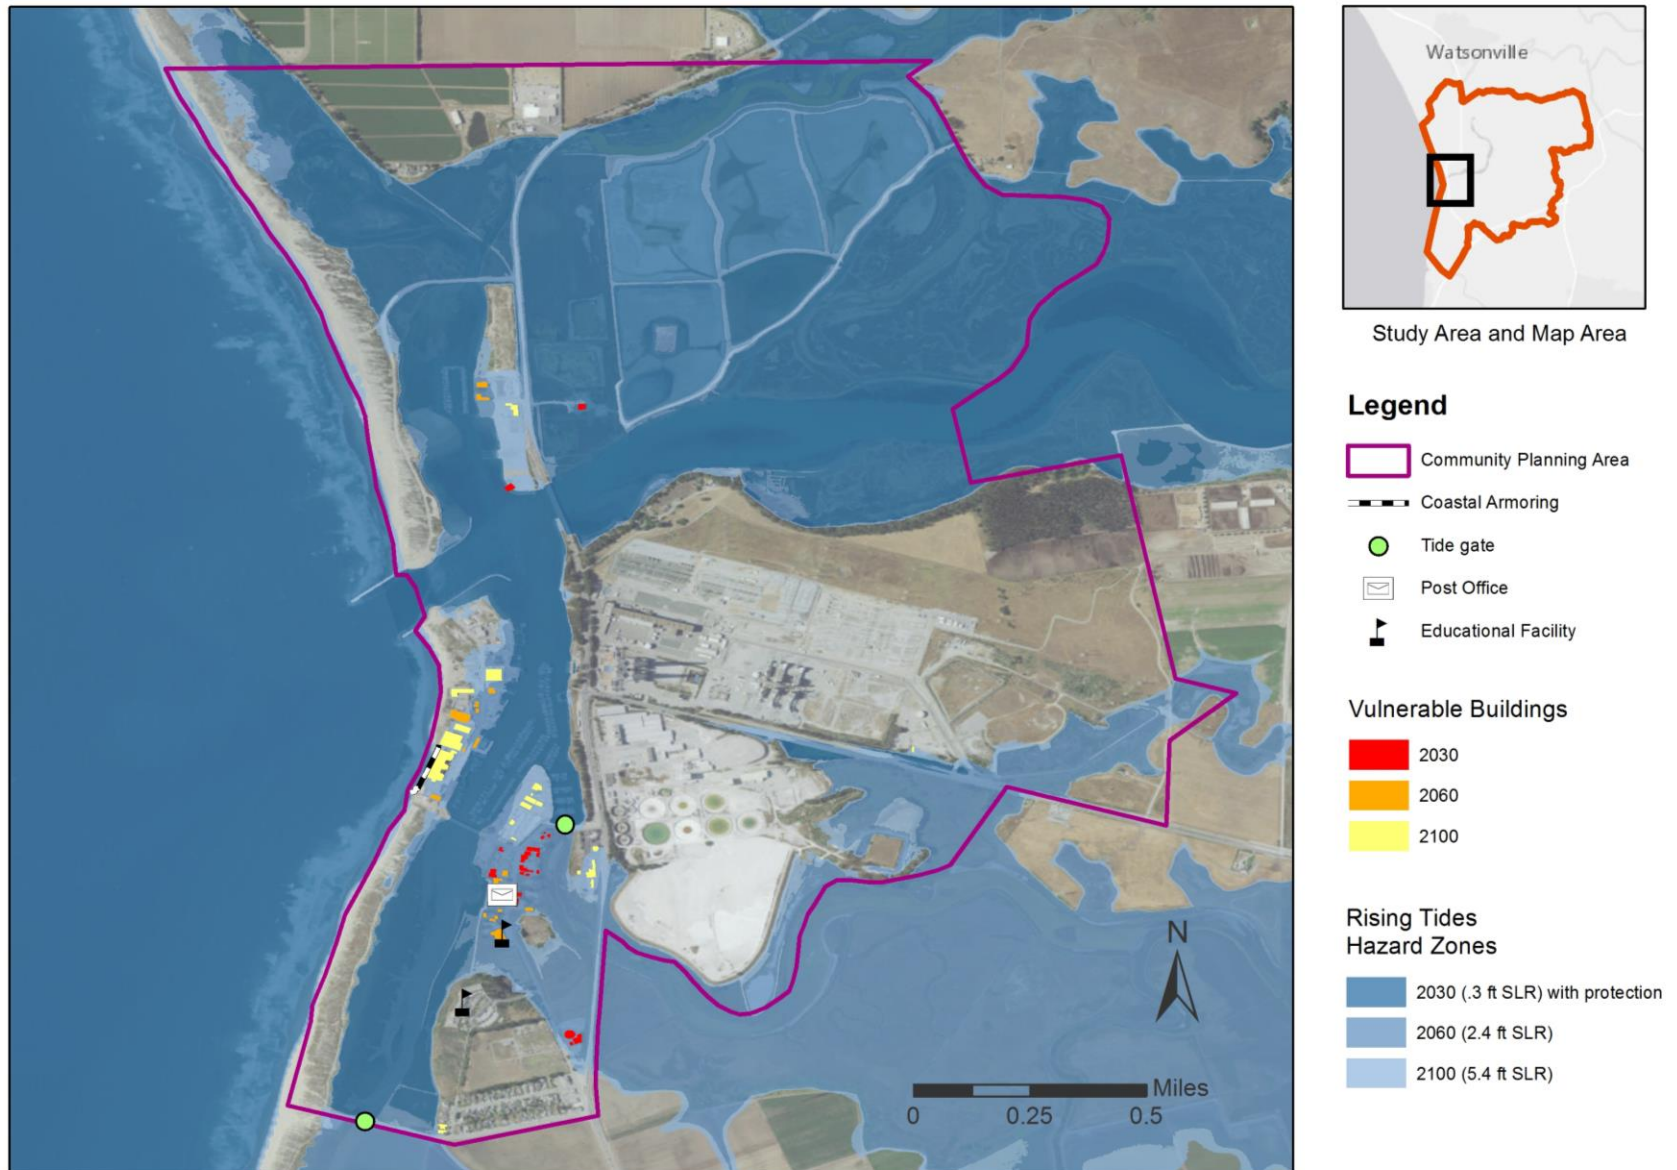 Watsonville
Study Area and Map Area
Legend
Community Planning Area
Coastal Armoring
Tide gate
Post Office
Educational Facility
Vulnerable Buildings
2030
2060
2100
Rising Tides
Hazard Zones
2030 (.3 ft SLR) with protection
2060 (2.4 ft SLR)
2100 (5.4 ft SLR)
N
Miles
0 0.25 0.5